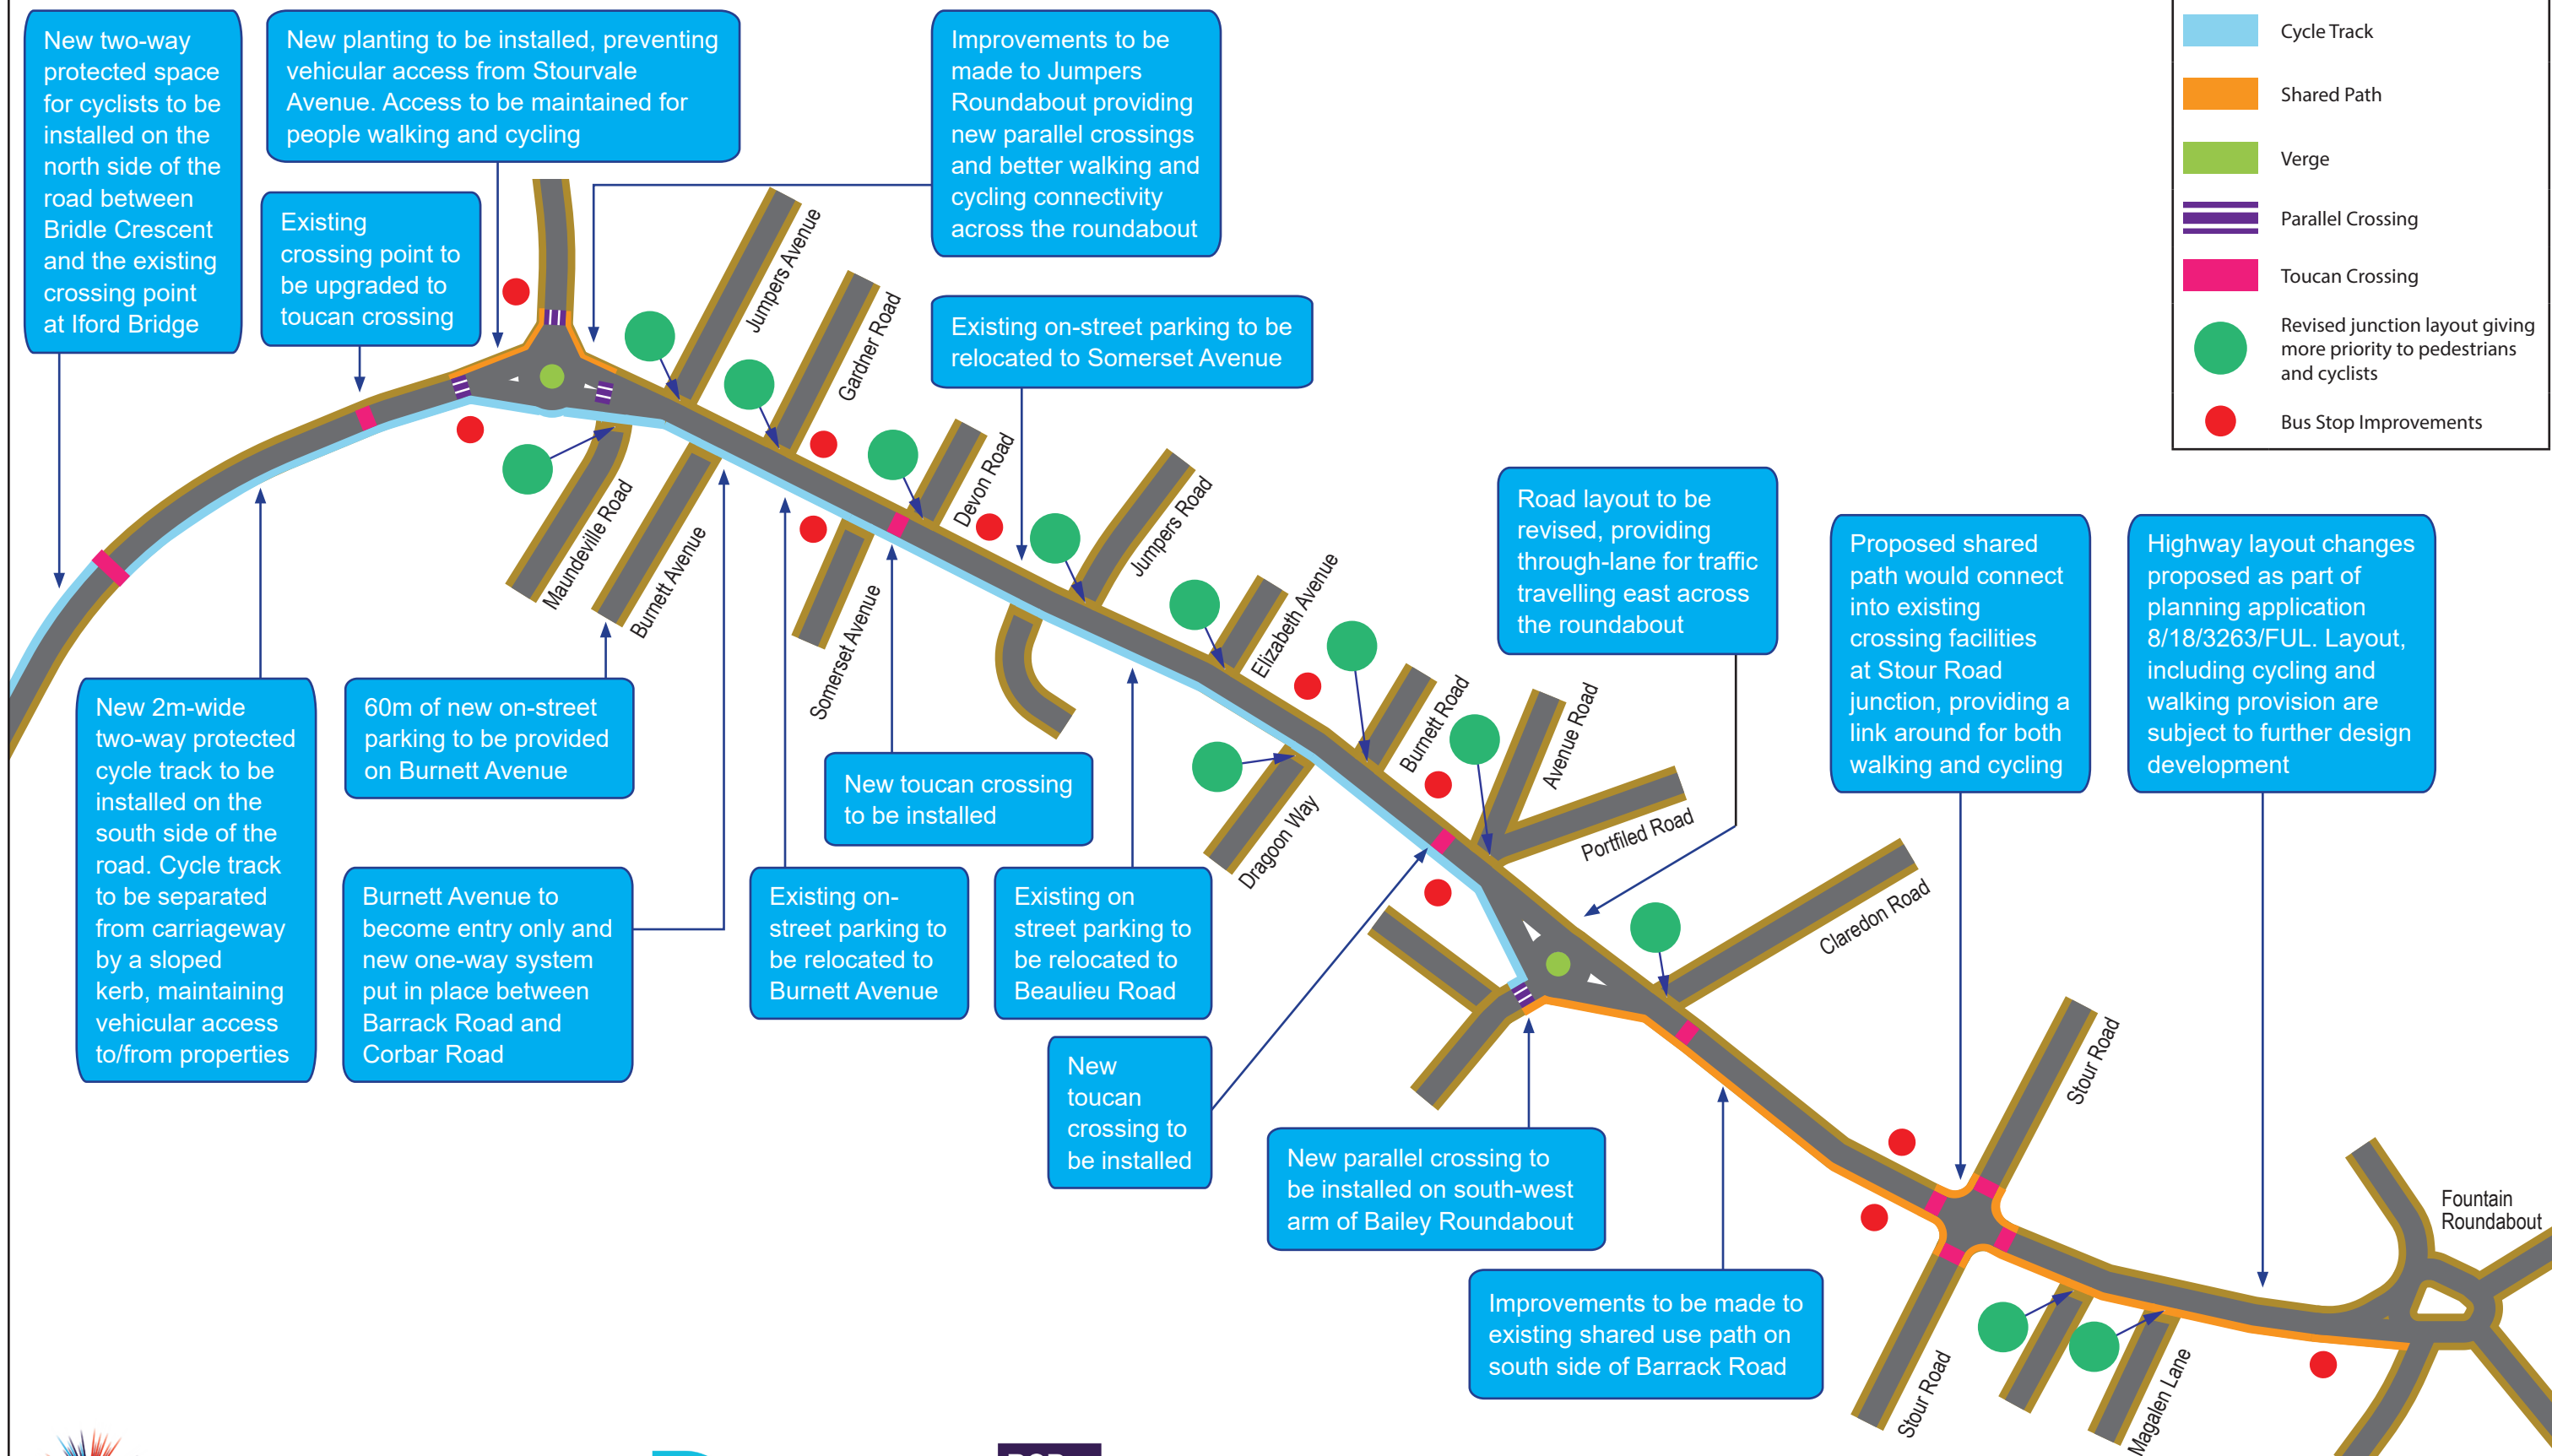 New two-way
protected space
for cyclists to be
installed on the
north side of the
road between
Bridle Crescent
and the existing
crossing point
at Iford Bridge
New planting to be installed, preventing
vehicular access from Stourvale
Avenue. Access to be maintained for
people walking and cycling
Improvements to be
made to Jumpers
Roundabout providing
new parallel crossings
and better walking and
cycling connectivity
across the roundabout
Cycle Track
Shared Path
Verge
Parallel Crossing
Toucan Crossing
Revised junction layout giving
more priority to pedestrians
and cyclists
Bus Stop Improvements
Existing
crossing point to
be upgraded to
toucan crossing
Existing on-street parking to be
relocated to Somerset Avenue
Jumpers Avenue
Gardner Road
Devon Road
Jumpers Road
Elizabeth Avenue
Maundeville Road
Burnett Avenue
Somerset Avenue
Road layout to be
revised, providing
through-lane for traffic
travelling east across
the roundabout
Proposed shared
path would connect
into existing
crossing facilities
at Stour Road
junction, providing a
link around for both
walking and cycling
Highway layout changes
proposed as part of
planning application
8/18/3263/FUL. Layout,
including cycling and
walking provision are
subject to further design
development
Burnett Road
Avenue Road
Portfiled Road
Dragoon Way
Claredon Road
New 2m-wide
two-way protected
cycle track to be
installed on the
south side of the
road. Cycle track
to be separated
from carriageway
by a sloped
kerb, maintaining
vehicular access
to/from properties
60m of new on-street
parking to be provided
on Burnett Avenue
New toucan crossing
to be installed
Burnett Avenue to
become entry only and
new one-way system
put in place between
Barrack Road and
Corbar Road
Existing on-
street parking to
be relocated to
Burnett Avenue
Existing on
street parking to
be relocated to
Beaulieu Road
New
toucan
crossing to
be installed
New parallel crossing to
be installed on south-west
arm of Bailey Roundabout
Improvements to be made to
existing shared use path on
south side of Barrack Road
Stour Road
Fountain
Roundabout
Stour Road
Magalen Lane